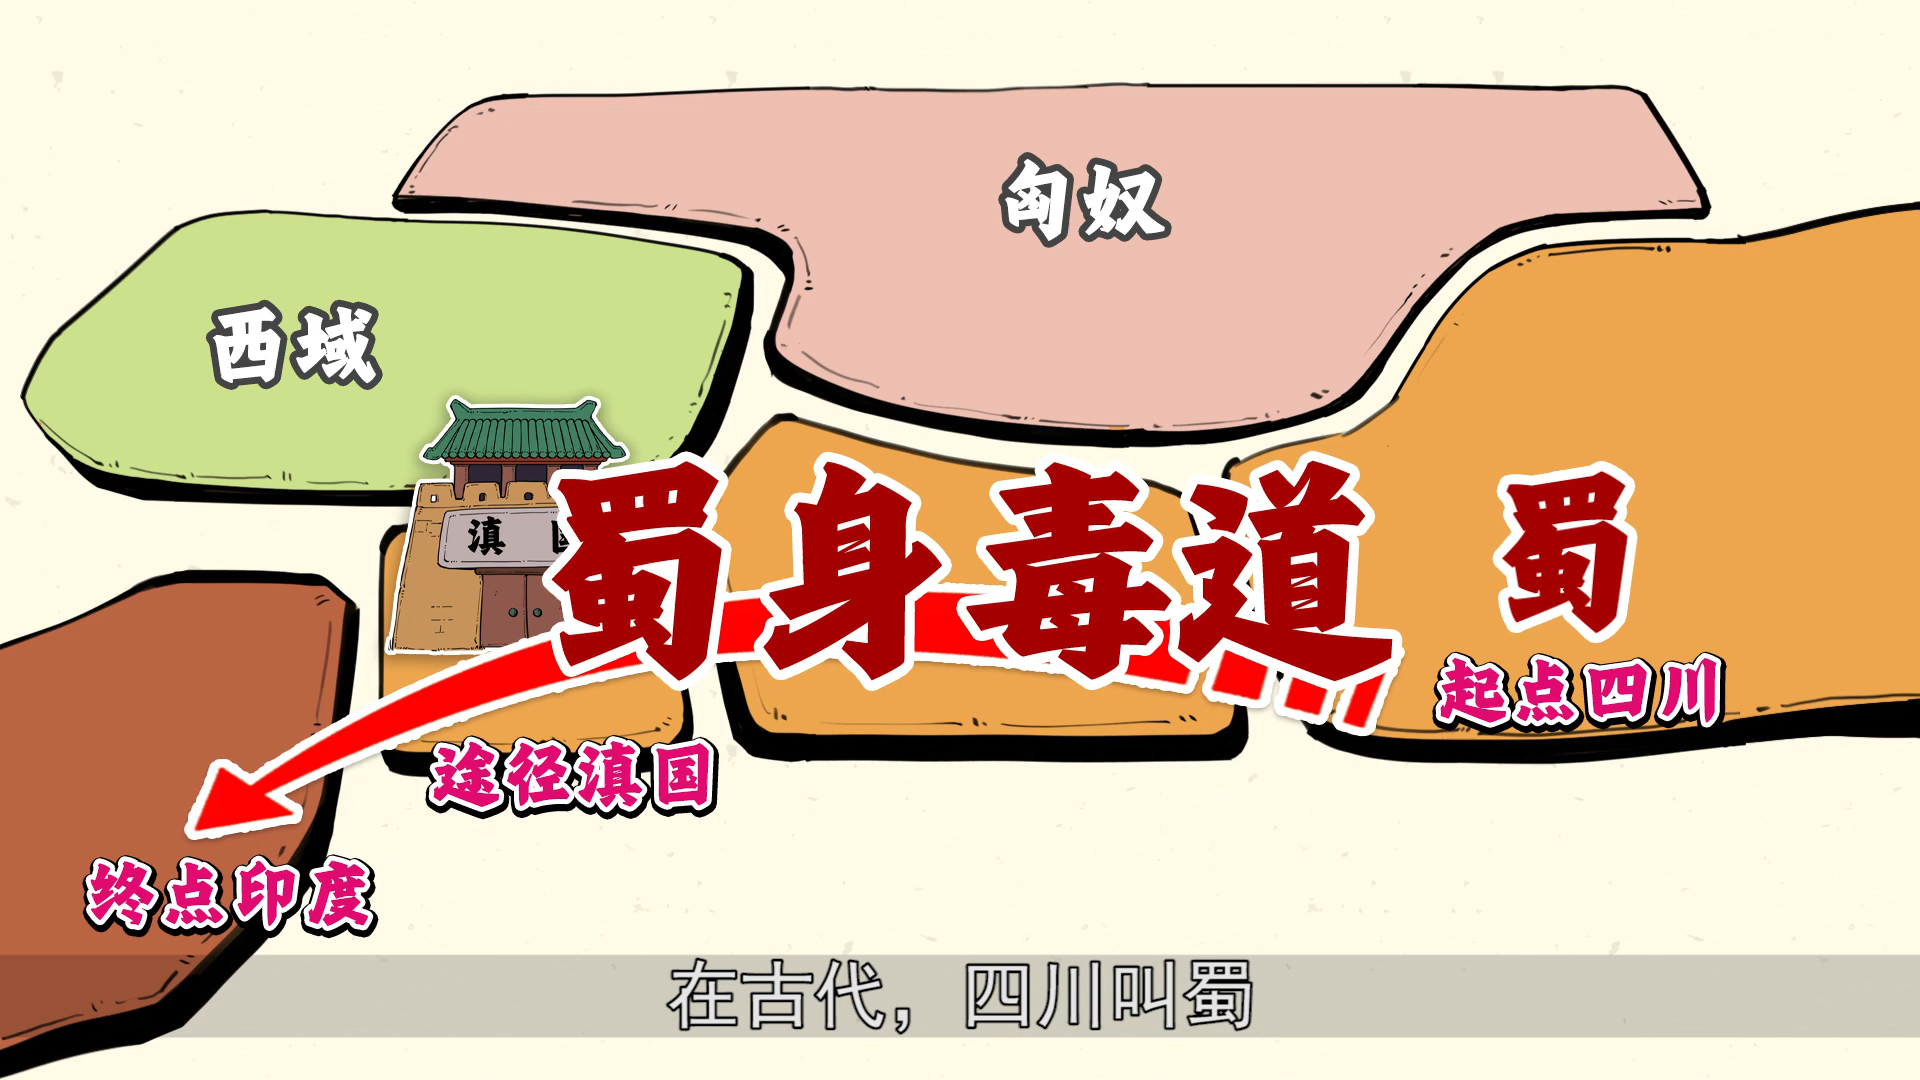 匈奴
西域
滇
蜀身毒道
蜀
起点四川
途径滇国
终点印度
在古代，四川叫蜀